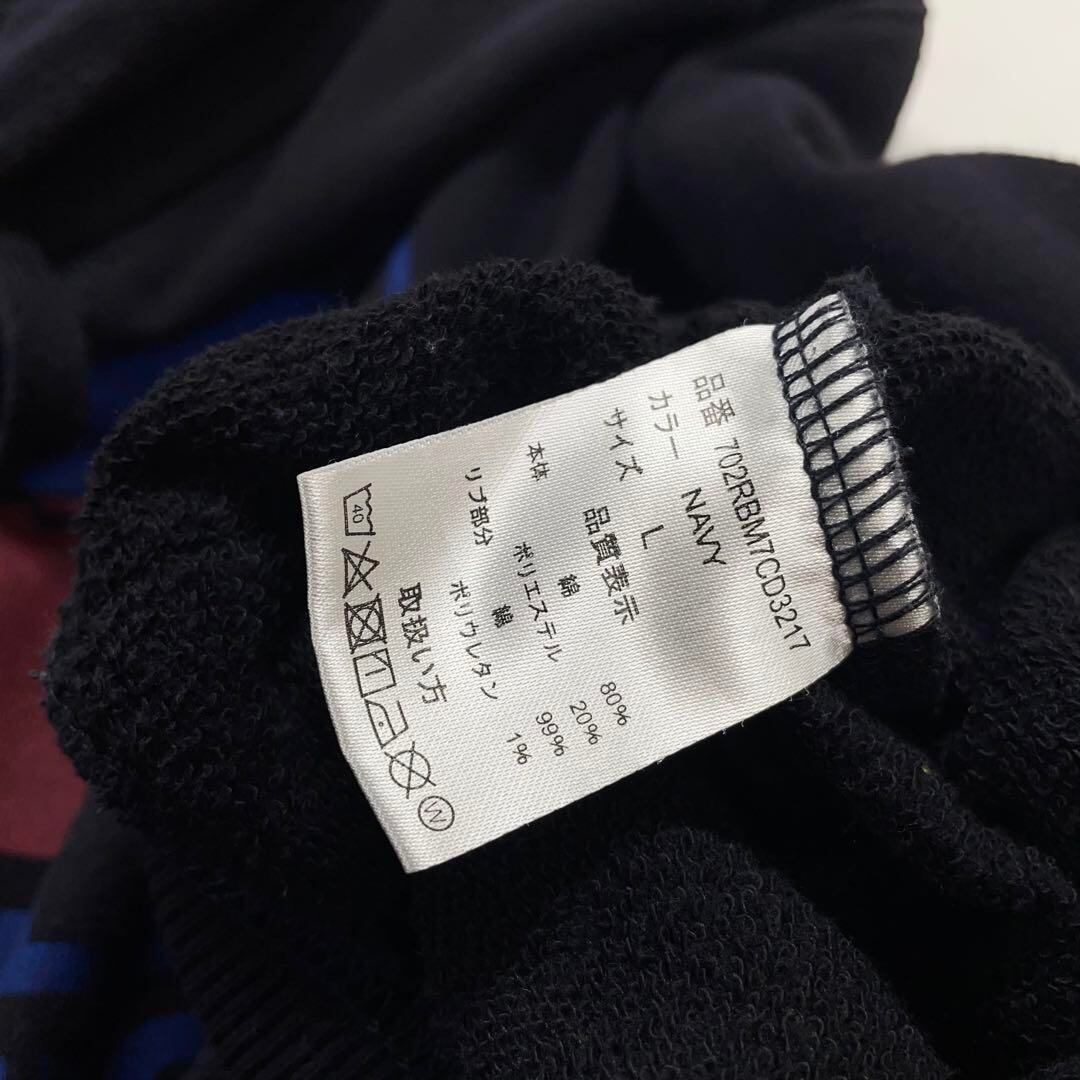 品番 702RBM7CD3217
カラー NAVY
サイズ L
品質表示
本体 綿 80%
ポリエステル 20%
リブ部分 綿 99%
ポリウレタン 1%
取扱い方
40
W